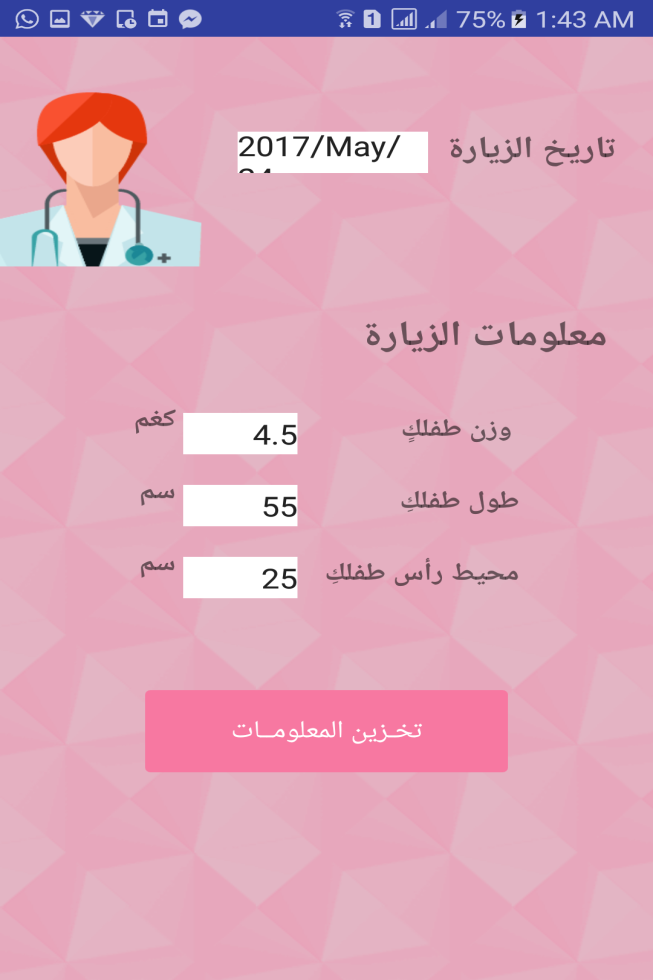 75% 1:43 AM
1
تاريخ الزيارة
2017/May/
معلومات الزيارة
وزن طفلكٍ 4.5 كغم
طول طفلكِ 55 سم
محيط رأس طفلكِ 25 سم
تخـزين المعلومــات